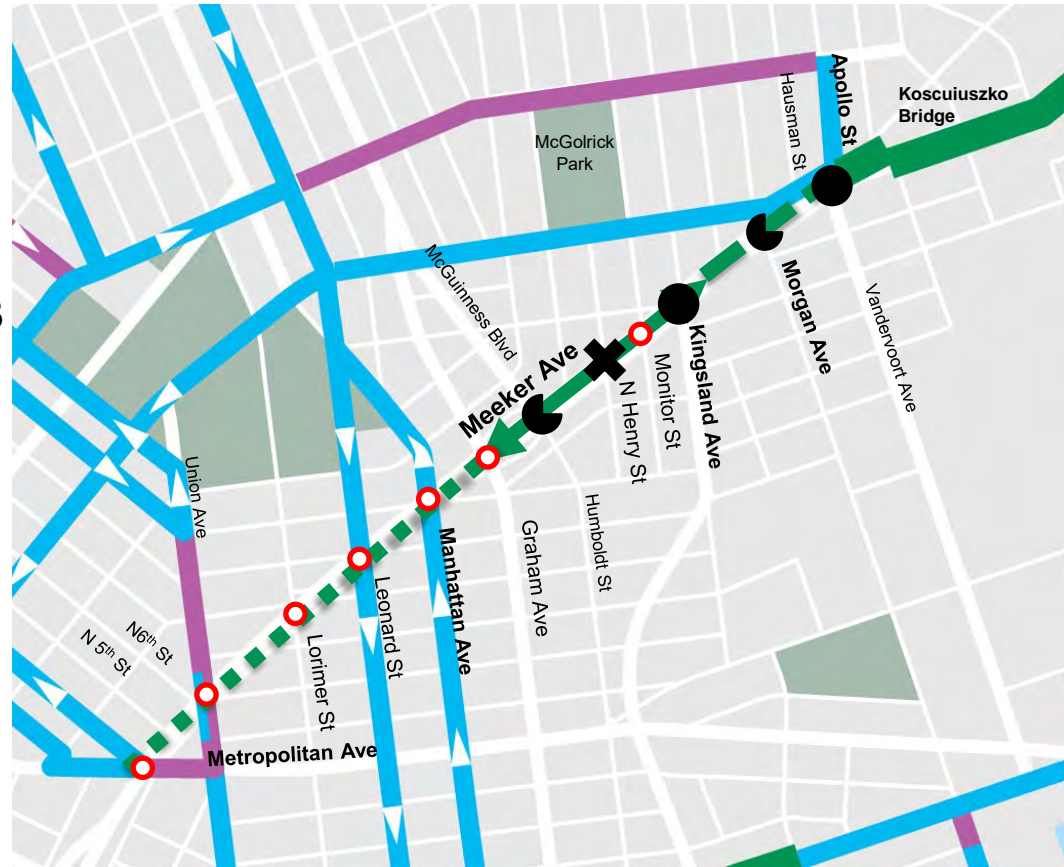 Apollo St
Hausman St
Koscuiuszko
Bridge
McGolrick
Park
McGuinness Blvd
Morgan Ave
Vandervoort Ave
Meeker Ave
Kingsland Ave
Monitor St
N Henry St
Union Ave
Humboldt St
Graham Ave
Manhattan Ave
Leonard St
Lorimer St
N6th St
N 5th St
Metropolitan Ave